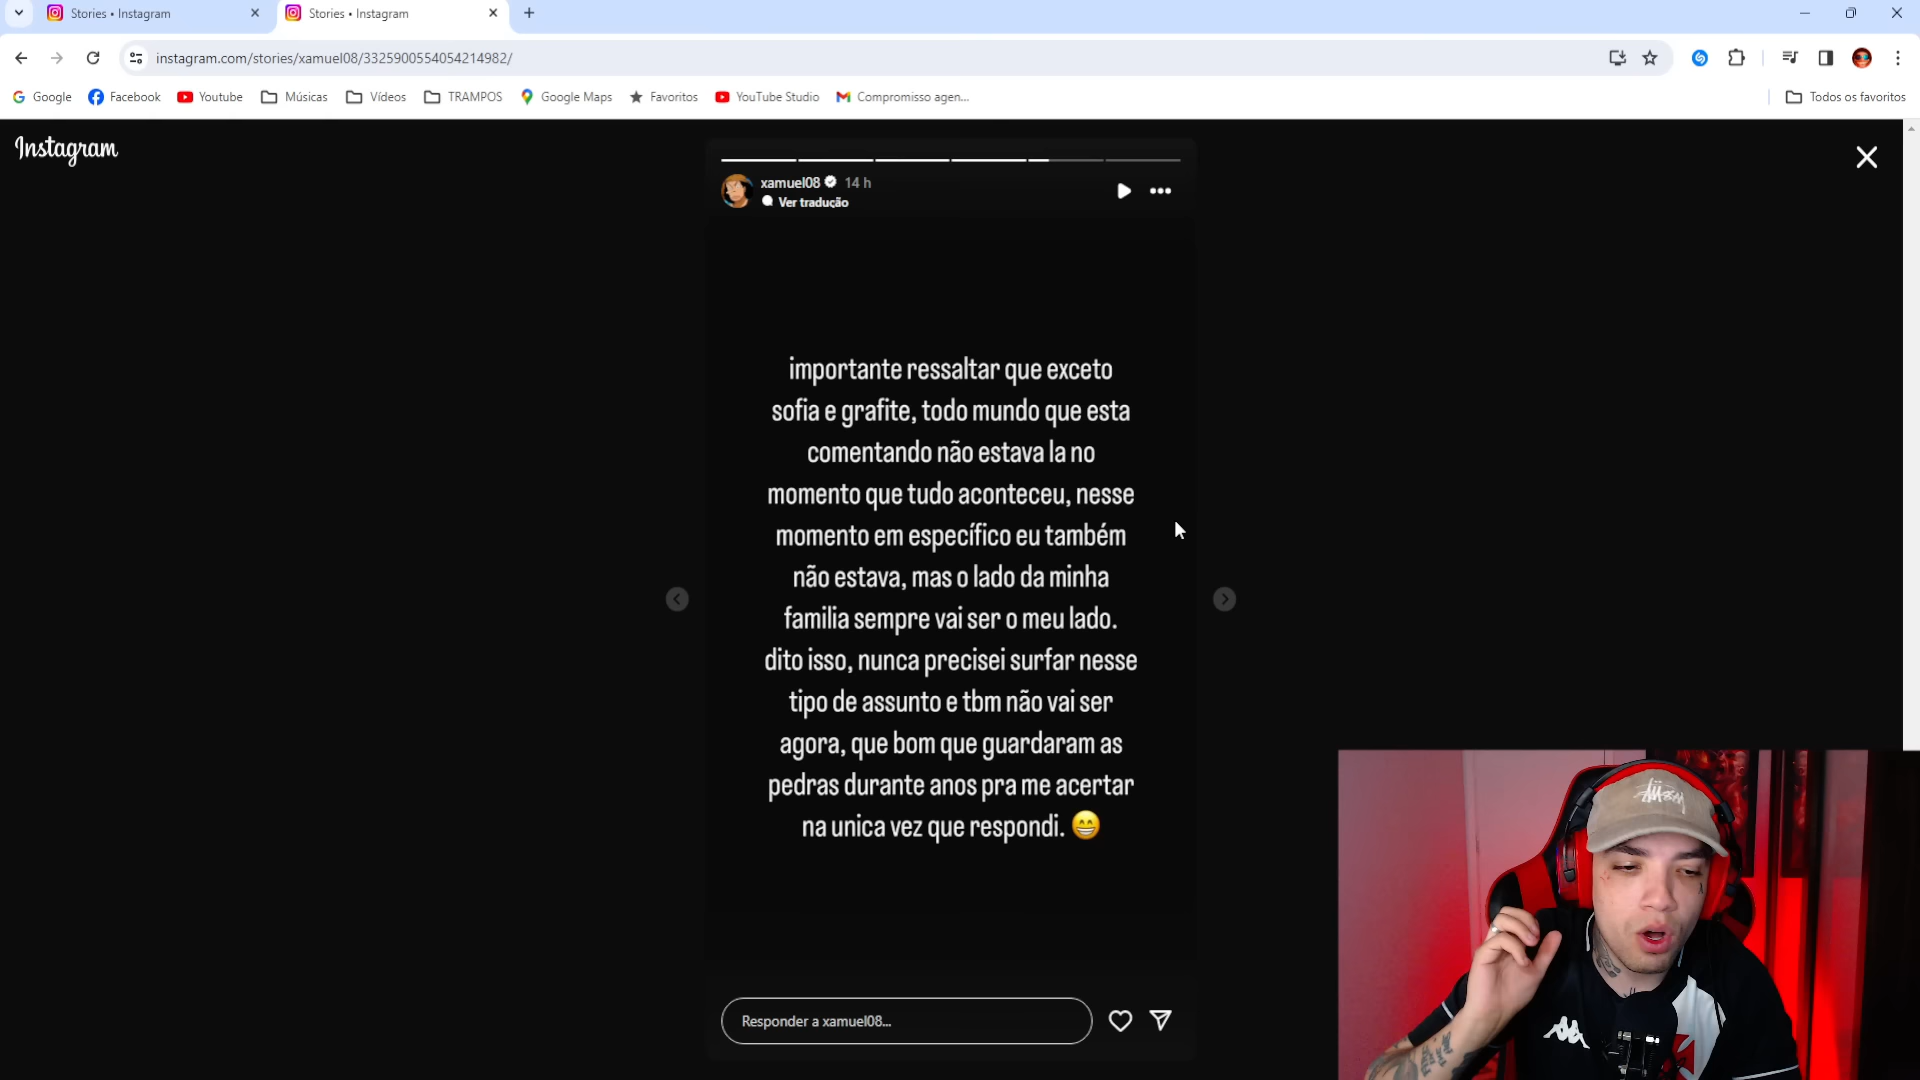 Stories • Instagram
Stories • Instagram
instagram.com/stories/xamuel08/3325900554054214982/
Google
Facebook
Youtube
Músicas
Vídeos
TRAMPOS
Google Maps
Favoritos
YouTube Studio
Compromisso agen...
Todos os favoritos
Instagram
xamuel08 14 h
Ver tradução
importante ressaltar que exceto
sofia e grafite, todo mundo que esta
comentando não estava la no
momento que tudo aconteceu, nesse
momento em específico eu também
não estava, mas o lado da minha
familia sempre vai ser o meu lado.
dito isso, nunca precisei surfar nesse
tipo de assunto e tbm não vai ser
agora, que bom que guardaram as
pedras durante anos pra me acertar
na unica vez que respondi. 😁
Responder a xamuel08...